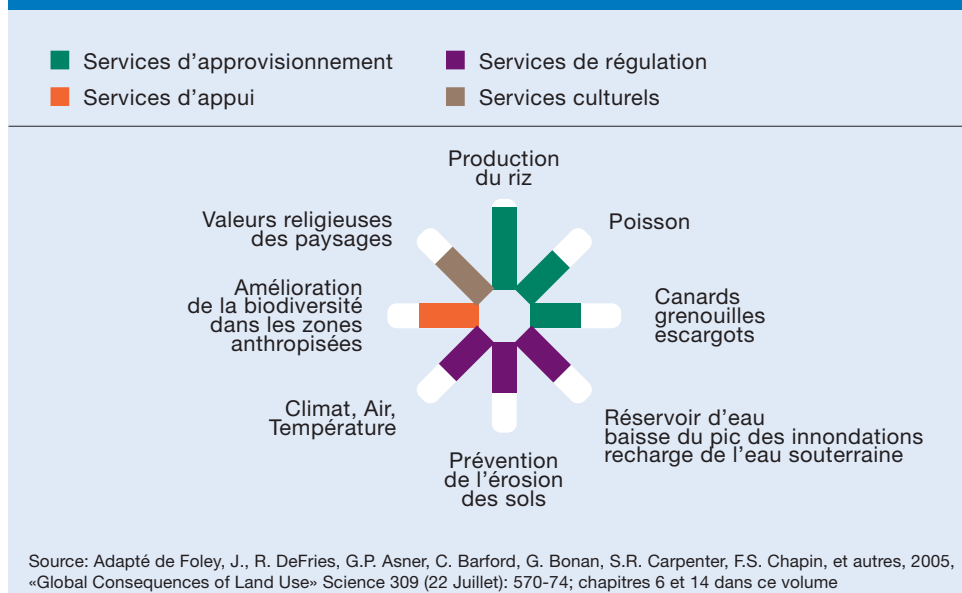 Services d'approvisionnement
Services de régulation
Services d'appui
Services culturels
Production
du riz
Valeurs religieuses
des paysages
Poisson
Amélioration
de la biodiversité
dans les zones
anthropisées
Canards
grenouilles
escargots
Climat, Air,
Température
Réservoir d'eau
baisse du pic des innondations
recharge de l'eau souterraine
Prévention
de l'érosion
des sols
Source: Adapté de Foley, J., R. DeFries, G.P. Asner, C. Barford, G. Bonan, S.R. Carpenter, F.S. Chapin, et autres, 2005,
«Global Consequences of Land Use» Science 309 (22 Juillet): 570-74; chapitres 6 et 14 dans ce volume